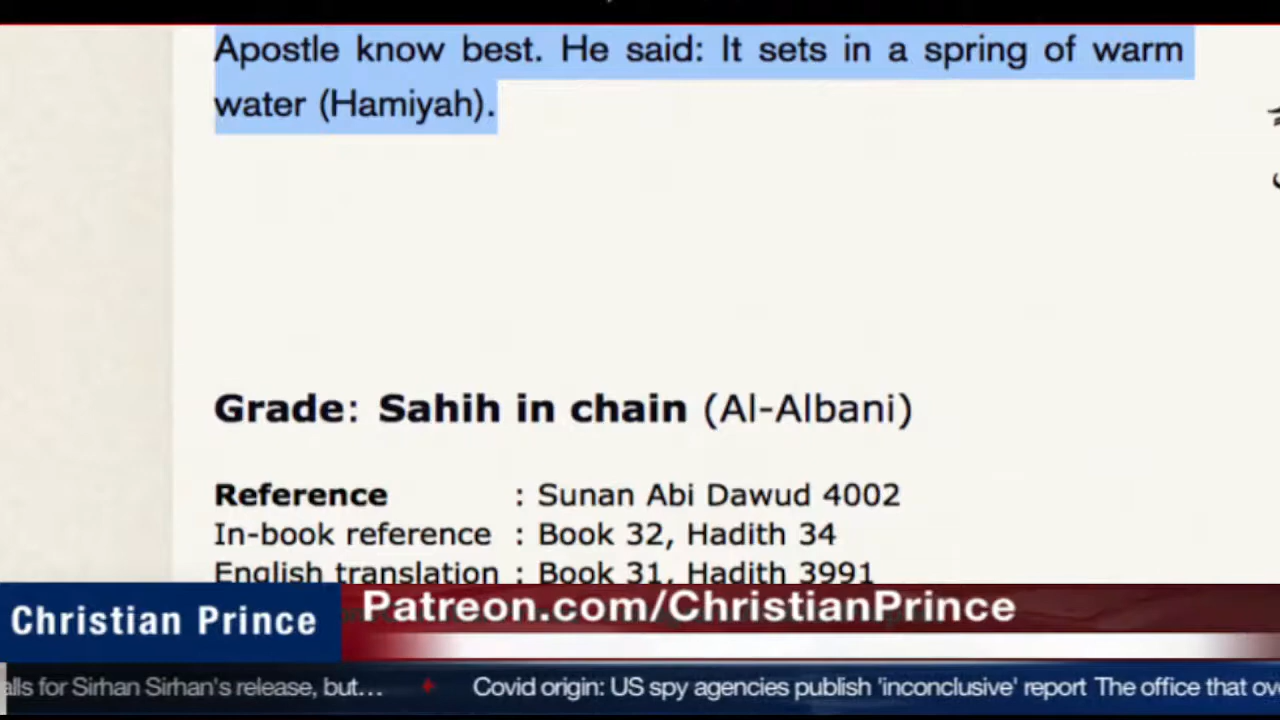 Apostle know best. He said: It sets in a spring of warm
water (Hamiyah).
Grade: Sahih in chain (Al-Albani)
Reference : Sunan Abi Dawud 4002
In-book reference : Book 32, Hadith 34
English translation : Book 31, Hadith 3991
Christian Prince
Patreon.com/ChristianPrince
alls for Sirhan Sirhan's release, but... Covid origin: US spy agencies publish 'inconclusive' report The office that ov